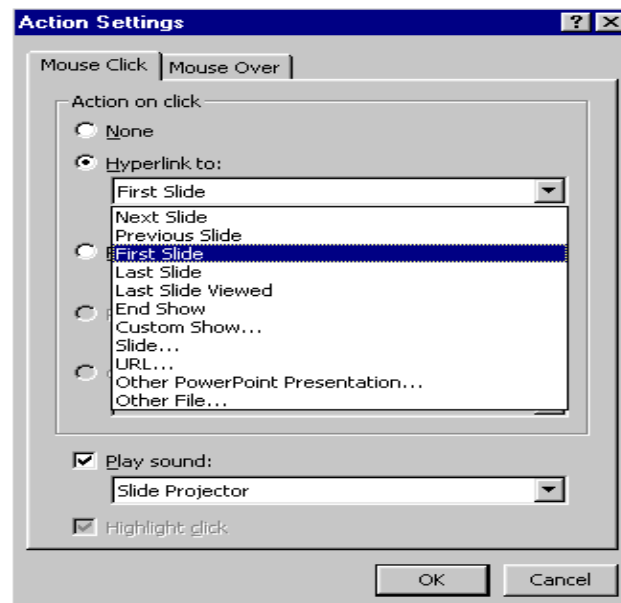 Action Settings
Mouse Click
Mouse Over
Action on click
None
Hyperlink to:
First Slide
Next Slide
Previous Slide
First Slide
Last Slide
Last Slide Viewed
End Show
Custom Show...
Slide...
URL...
Other PowerPoint Presentation...
Other File...
Play sound:
Slide Projector
Highlight click
OK
Cancel